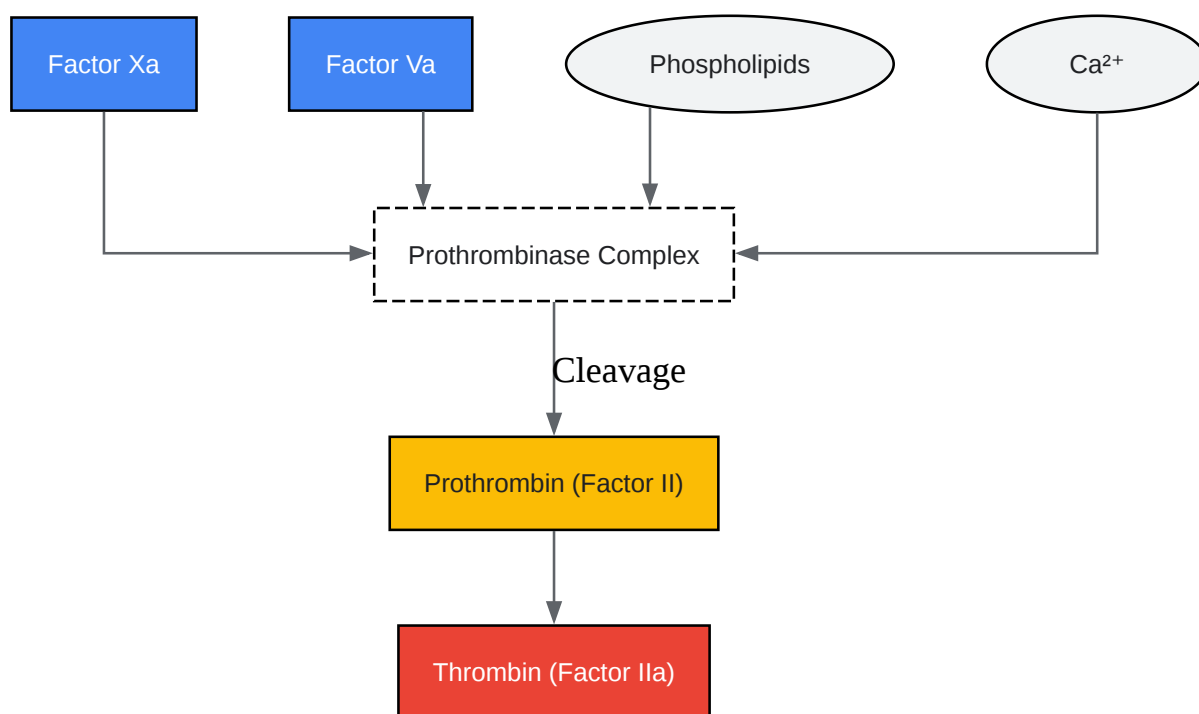 Factor Xa
Factor Va
Phospholipids
Ca²⁺
Prothrombinase Complex
Cleavage
Prothrombin (Factor II)
Thrombin (Factor IIa)